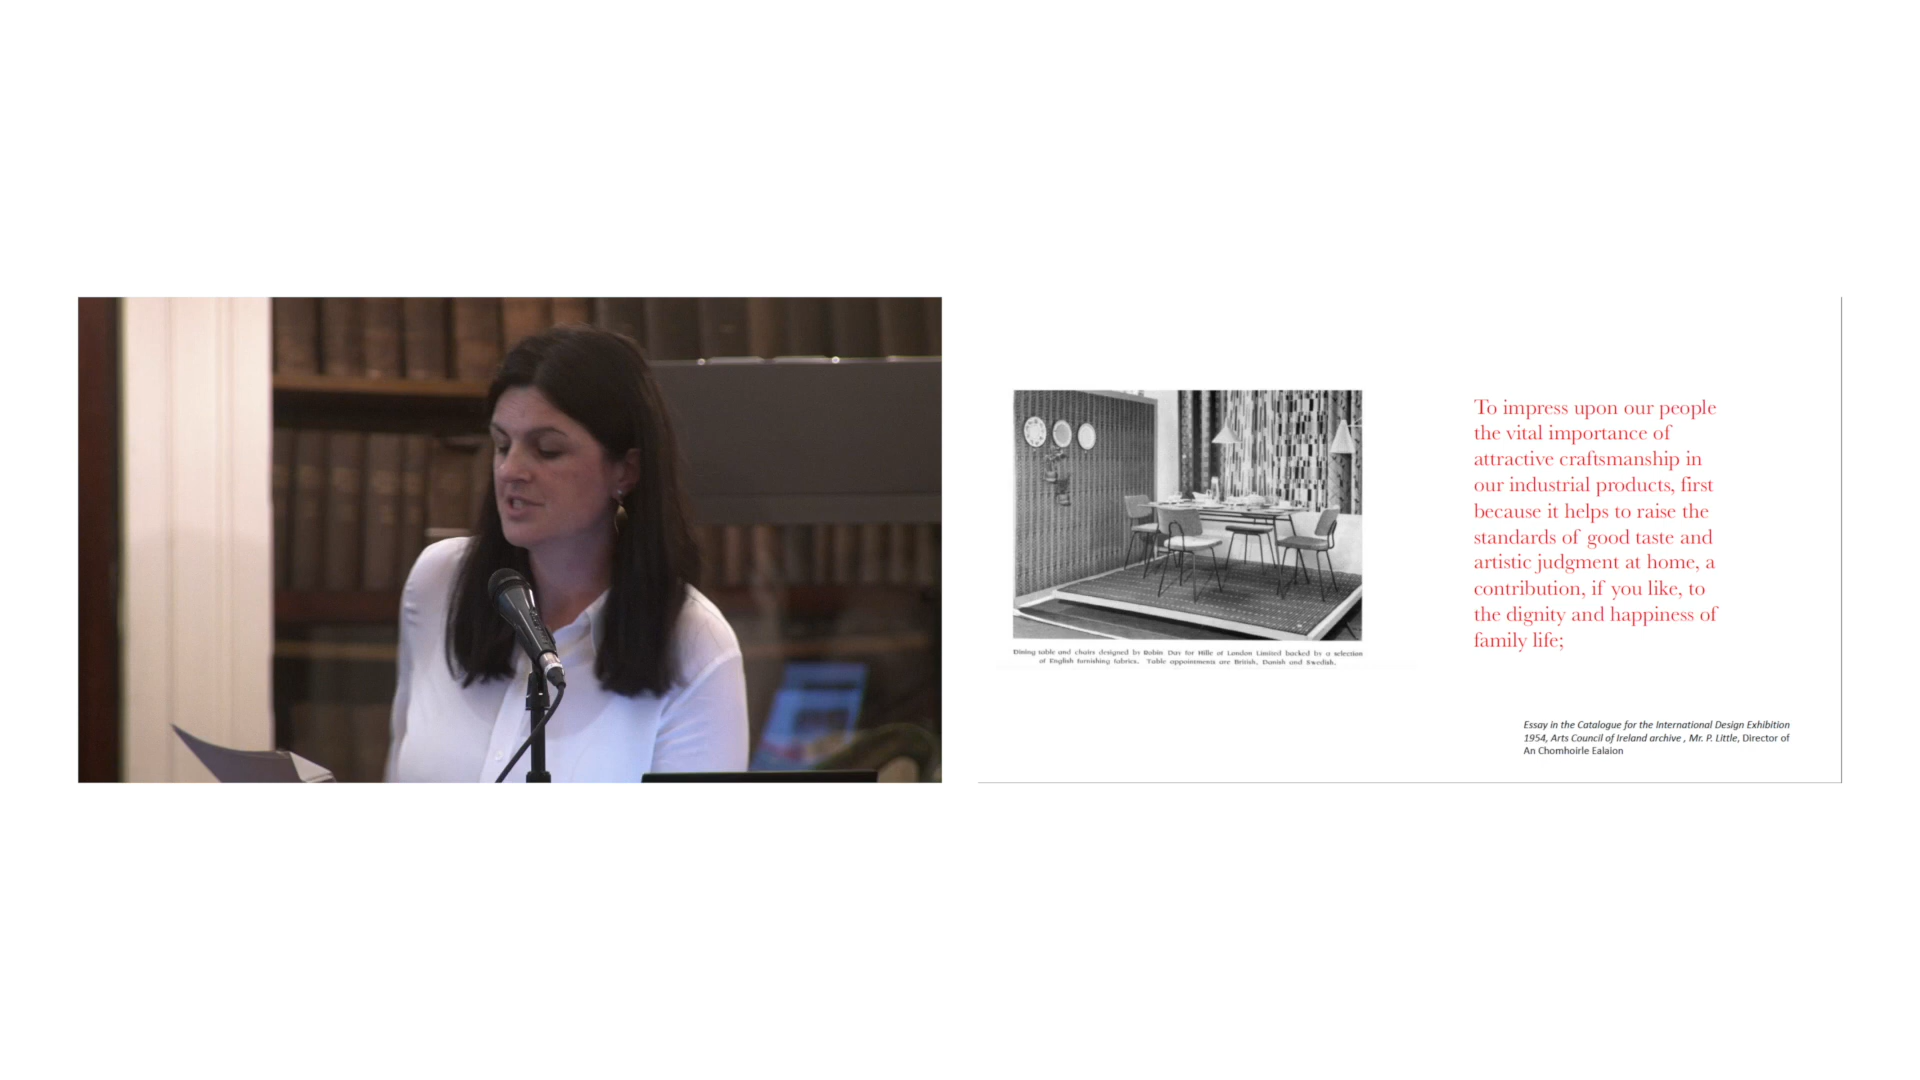 Dining table and chairs designed by Robin Day for Hille of London Limited backed by a selection
of English furnishing fabrics. Table appointments are British, Danish and Swedish.
To impress upon our people
the vital importance of
attractive craftsmanship in
our industrial products, first
because it helps to raise the
standards of good taste and
artistic judgment at home, a
contribution, if you like, to
the dignity and happiness of
family life;
Essay in the Catalogue for the International Design Exhibition
1954, Arts Council of Ireland archive , Mr. P. Little, Director of
An Chomhoirle Ealaion